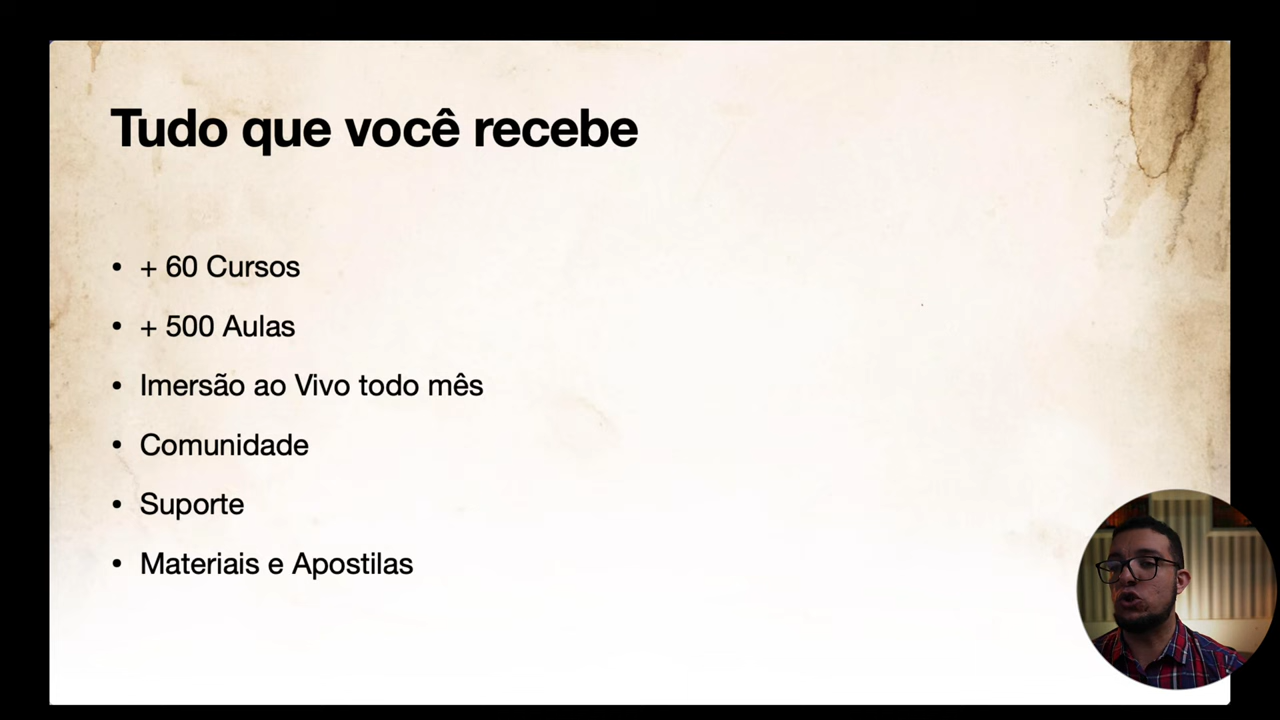 Tudo que você recebe
• + 60 Cursos
• + 500 Aulas
• Imersão ao Vivo todo mês
• Comunidade
• Suporte
• Materiais e Apostilas